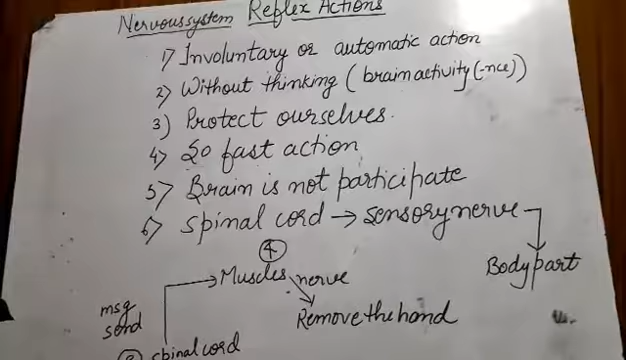 Nervous system Reflex Actions
1) Involuntary or automatic action
2) Without thinking (brain activity (-nce))
3) Protect ourselves.
4) So fast action
5) Brain is not participate
6) spinal cord → sensory nerve
Body part
4
Muscles nerve
Remove the hand
msg
send
spinal cord